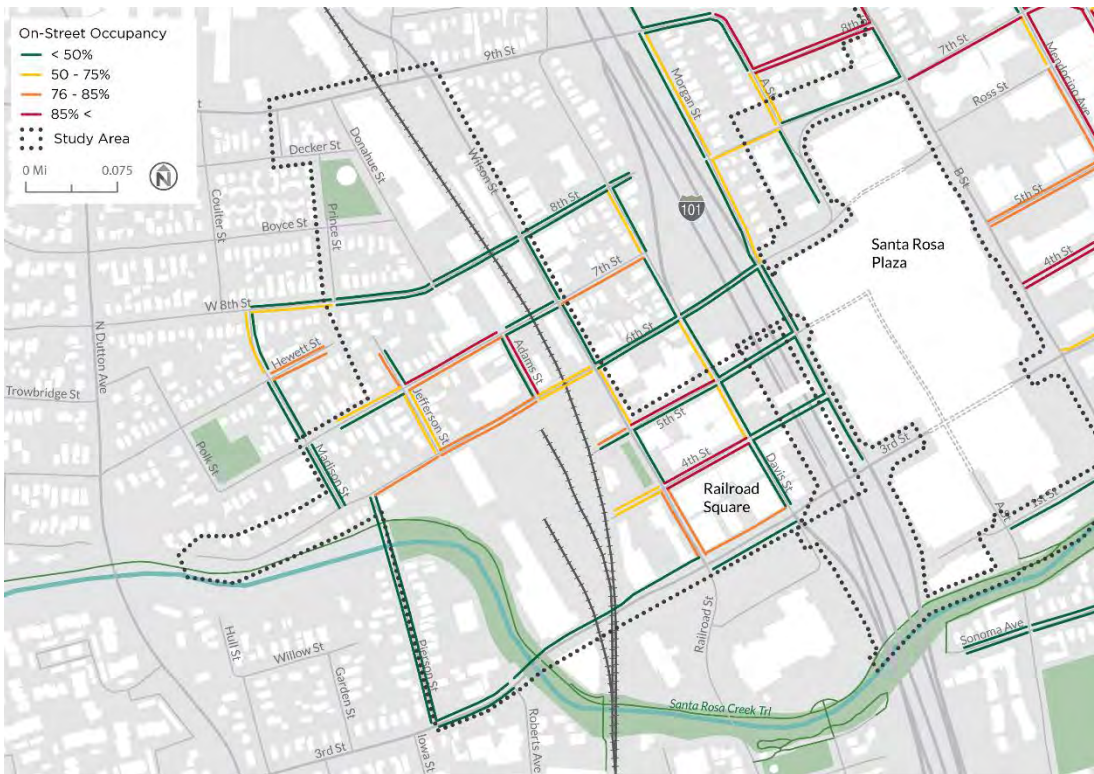 On-Street Occupancy
< 50%
50 - 75%
76 - 85%
85% <
Study Area
0 Mi
0.075
N
9th St
8th St
7th St
Mendocino Ave
Ross St
A St
Morgan St
Decker St
Donahue St
Wilson St
Coulter St
Prince St
Boyce St
8th St
101
B St
5th St
Santa Rosa
Plaza
4th St
7th St
W 8th St
6th St
N Dutton Ave
Hewett St
Adams St
Trowbridge St
Jefferson St
5th St
3rd St
Polk St
Madison St
4th St
Davis St
Railroad
Square
A St
1st St
Hull St
Willow St
Garden St
Pierson St
Railroad St
Sonoma Ave
Santa Rosa Creek Trl
3rd St
Iowa St
Roberts Ave